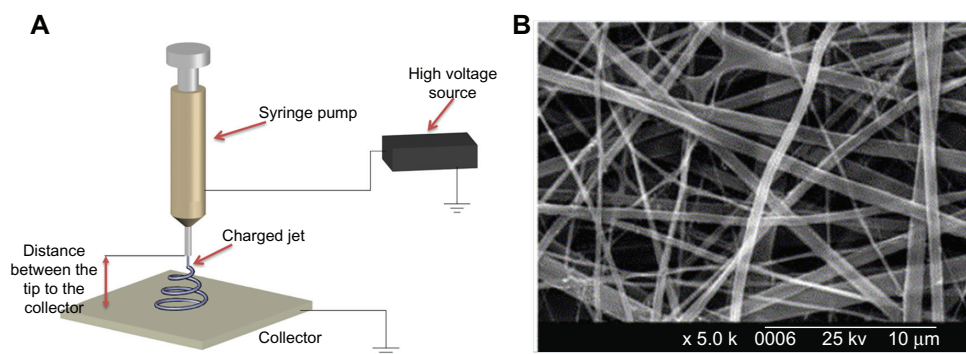 A
High voltage
source
Syringe pump
Charged jet
Distance
between the
tip to the
collector
Collector
B
x 5.0 k 0006 25 kv 10 μm